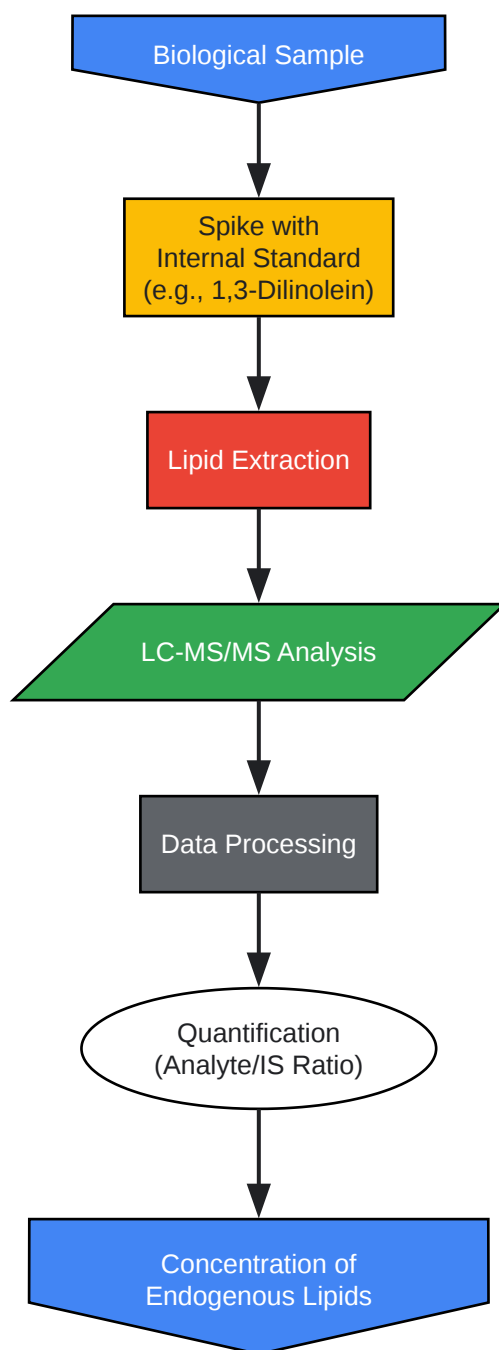 Biological Sample
Spike with
Internal Standard
(e.g., 1,3-Dilinolein)
Lipid Extraction
LC-MS/MS Analysis
Data Processing
Quantification
(Analyte/IS Ratio)
Concentration of
Endogenous Lipids